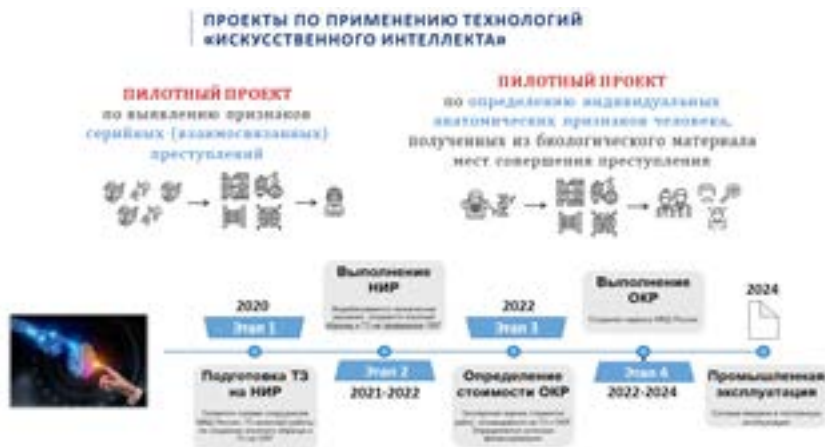 ПРОЕКТЫ ПО ПРИМЕНЕНИЮ ТЕХНОЛОГИЙ
«ИСКУССТВЕННОГО ИНТЕЛЛЕКТА»
ПИЛОТНЫЙ ПРОЕКТ
по выявлению признаков
серийных (взаимосвязанных)
преступлений
ПИЛОТНЫЙ ПРОЕКТ
по определению индивидуальных
анатомических признаков человека,
полученных из биологического материала
мест совершения преступления
2020
Этап 1
Подготовка ТЗ
на НИР
Выполнение
НИР
Этап 2
2021-2022
2022
Этап 3
Определение
стоимости ОКР
Выполнение
ОКР
Этап 4
2022-2024
2024
Промышленная
эксплуатация